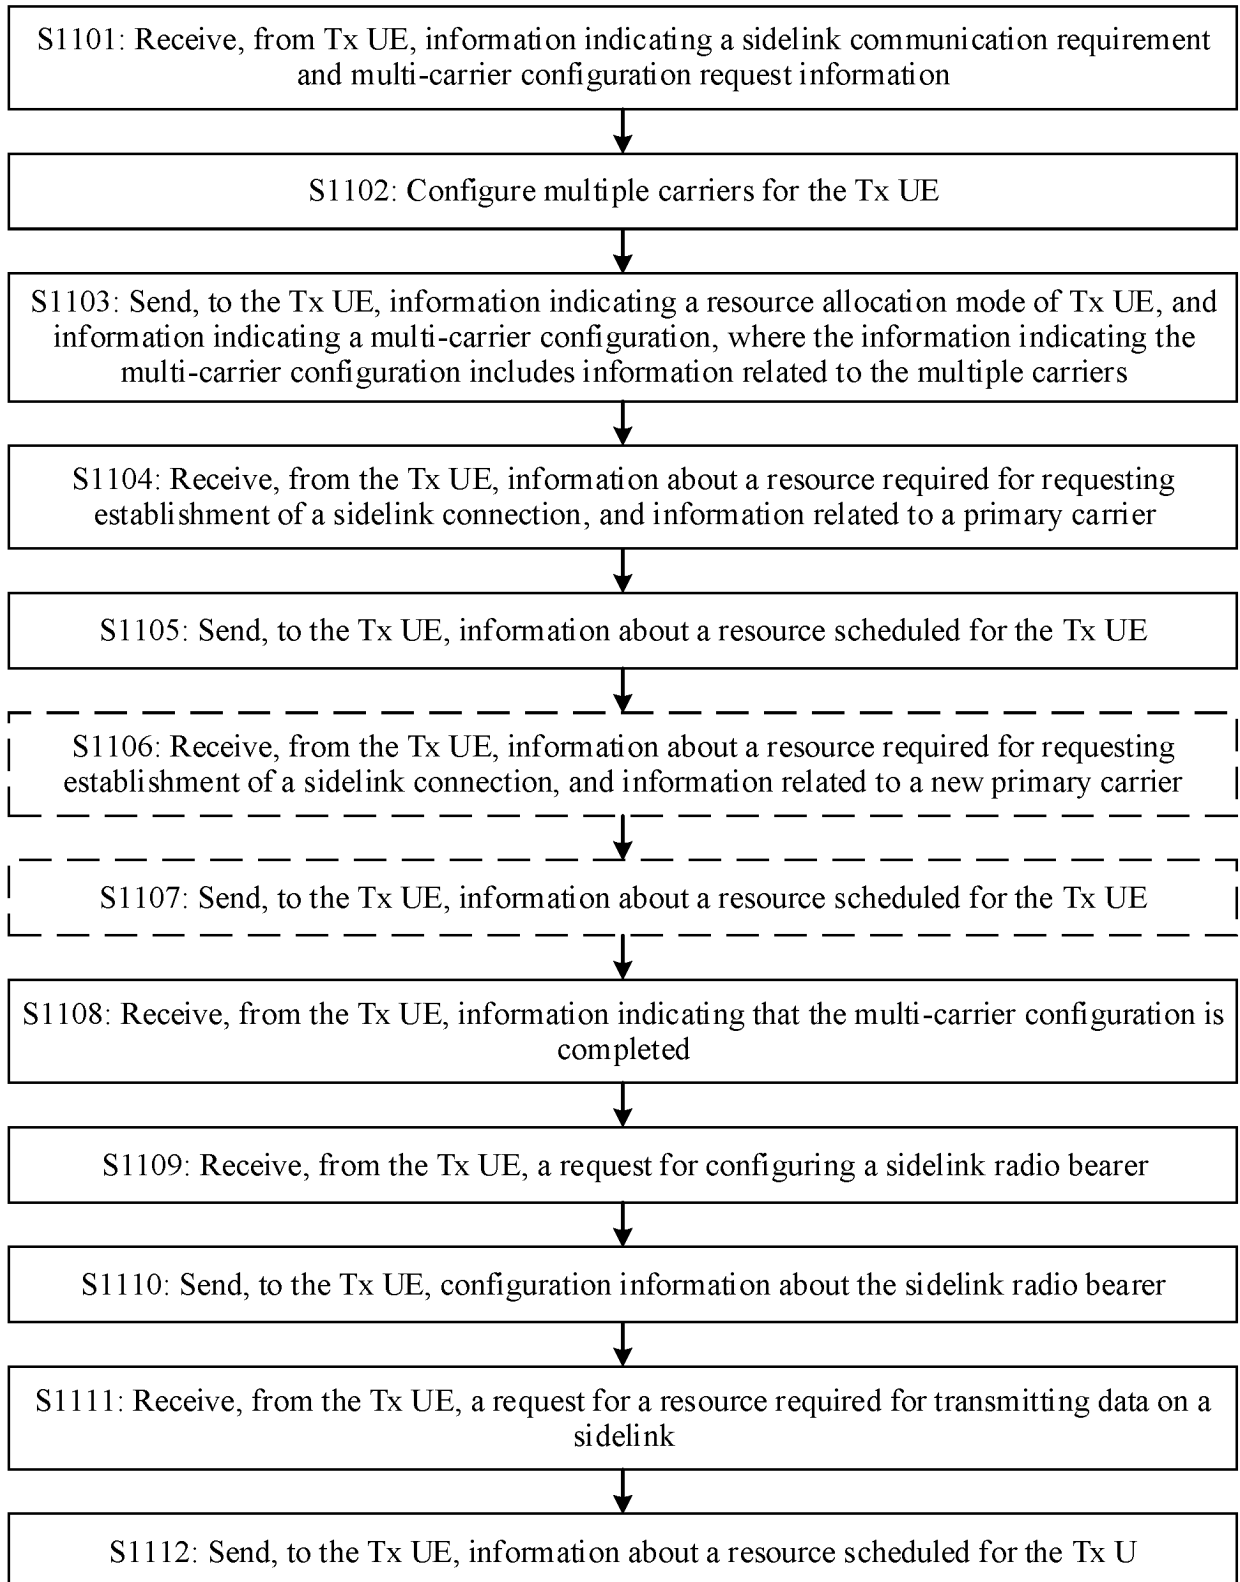 S1101: Receive, from Tx UE, information indicating a sidelink communication requirement
and multi-carrier configuration request information
S1102: Configure multiple carriers for the Tx UE
S1103: Send, to the Tx UE, information indicating a resource allocation mode of Tx UE, and
information indicating a multi-carrier configuration, where the information indicating the
multi-carrier configuration includes information related to the multiple carriers
S1104: Receive, from the Tx UE, information about a resource required for requesting
establishment of a sidelink connection, and information related to a primary carrier
S1105: Send, to the Tx UE, information about a resource scheduled for the Tx UE
S1106: Receive, from the Tx UE, information about a resource required for requesting
establishment of a sidelink connection, and information related to a new primary carrier
S1107: Send, to the Tx UE, information about a resource scheduled for the Tx UE
S1108: Receive, from the Tx UE, information indicating that the multi-carrier configuration is
completed
S1109: Receive, from the Tx UE, a request for configuring a sidelink radio bearer
S1110: Send, to the Tx UE, configuration information about the sidelink radio bearer
S1111: Receive, from the Tx UE, a request for a resource required for transmitting data on a
sidelink
S1112: Send, to the Tx UE, information about a resource scheduled for the Tx U